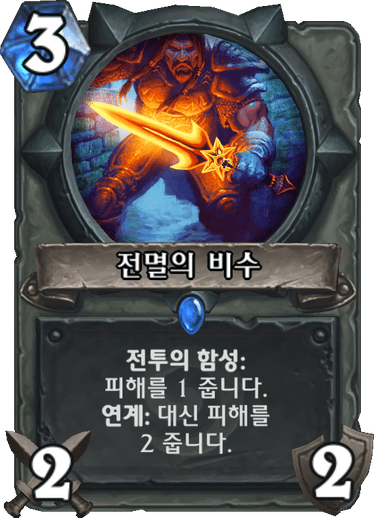 3
전멸의 비수
전투의 함성:
피해를 1 줍니다.
연계: 대신 피해를
2 줍니다.
2
2